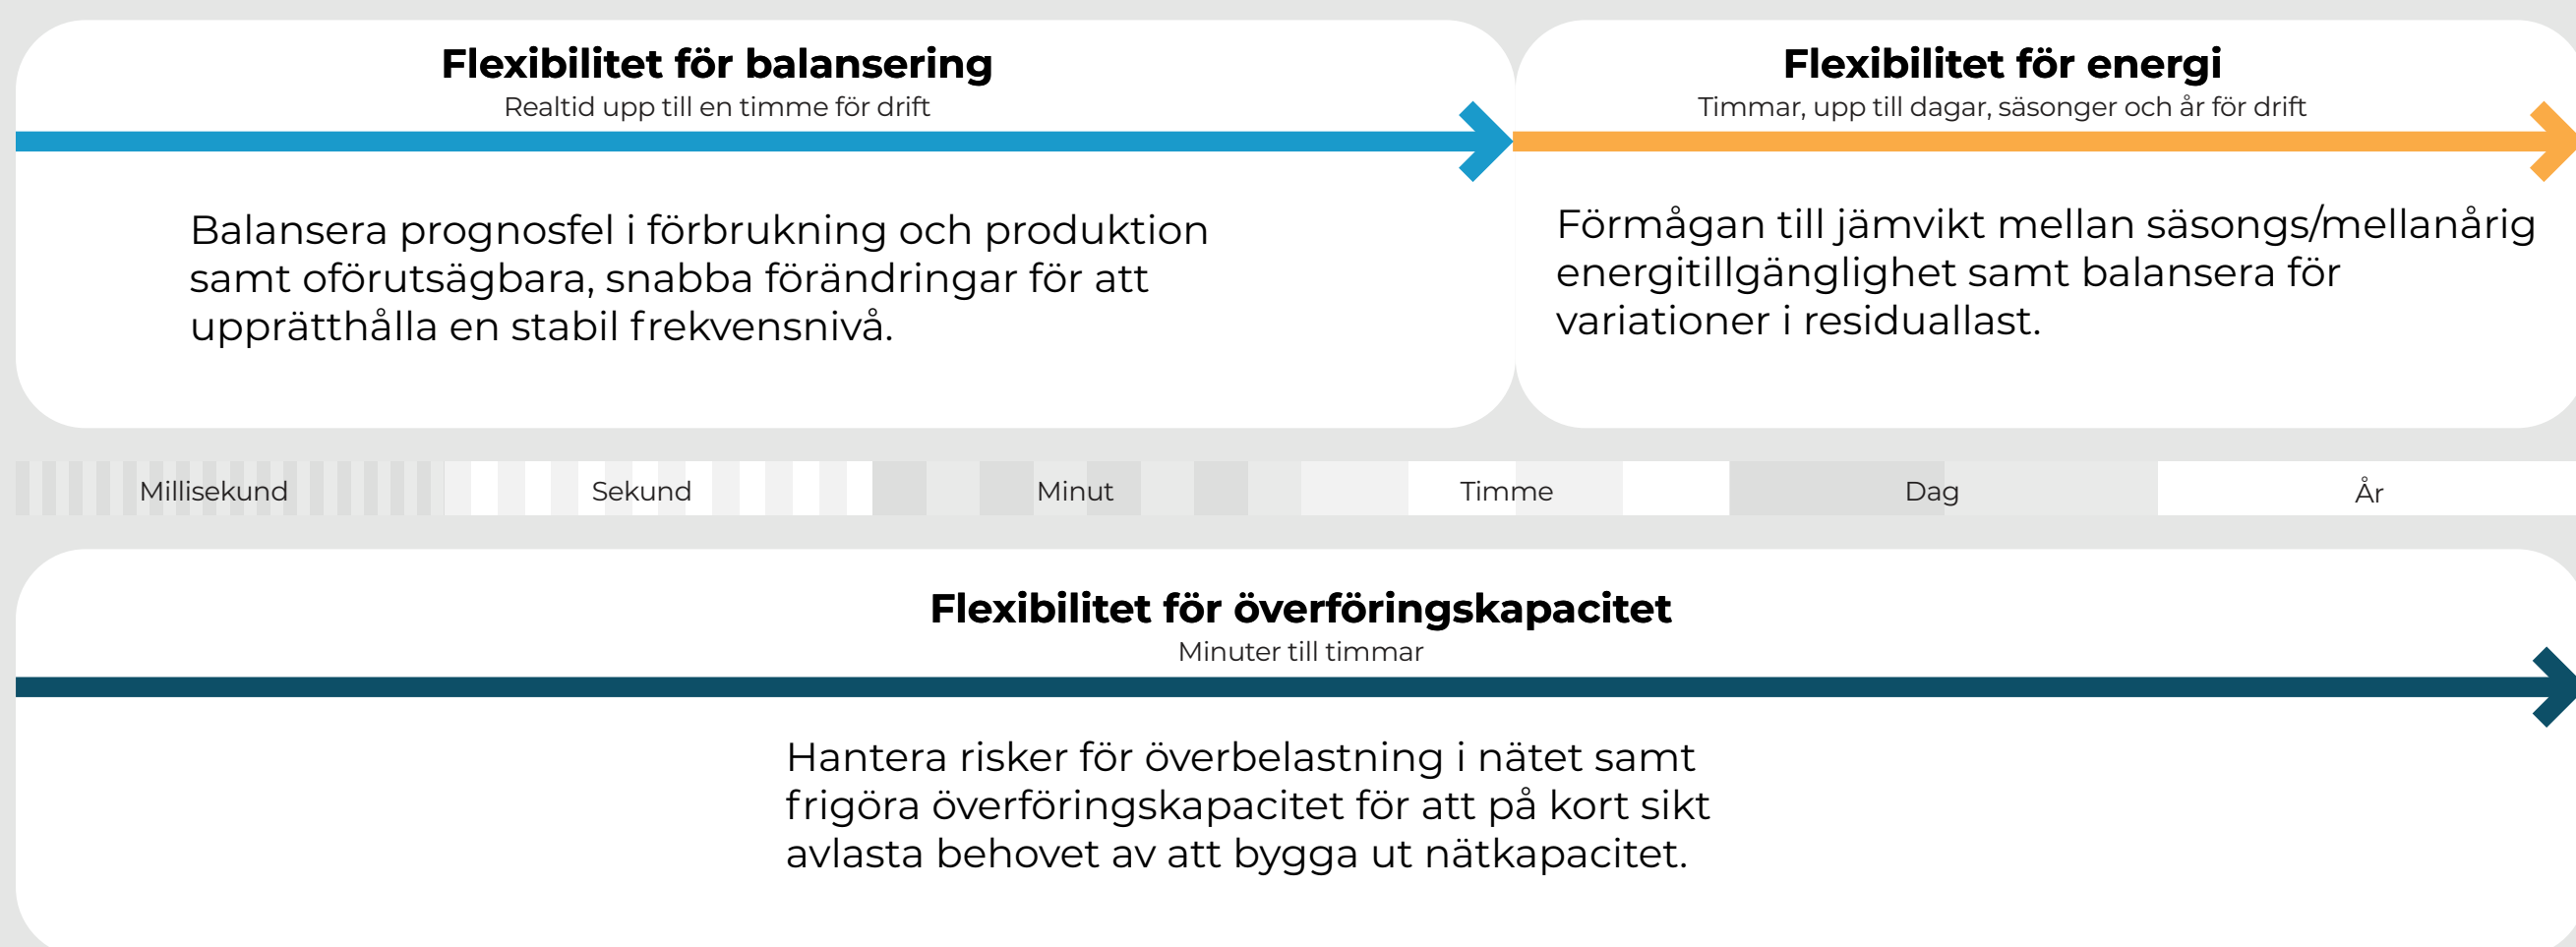 Flexibilitet för balansering
Realtid upp till en timme för drift
Balansera prognosfel i förbrukning och produktion
samt oförutsägbara, snabba förändringar för att
upprätthålla en stabil frekvensnivå.
Flexibilitet för energi
Timmar, upp till dagar, säsonger och år för drift
Förmågan till jämvikt mellan säsongs/mellanårig
energitillgänglighet samt balansera för
variationer i residuallast.
Millisekund Sekund Minut Timme Dag År
Flexibilitet för överföringskapacitet
Minuter till timmar
Hantera risker för överbelastning i nätet samt
frigöra överföringskapacitet för att på kort sikt
avlasta behovet av att bygga ut nätkapacitet.